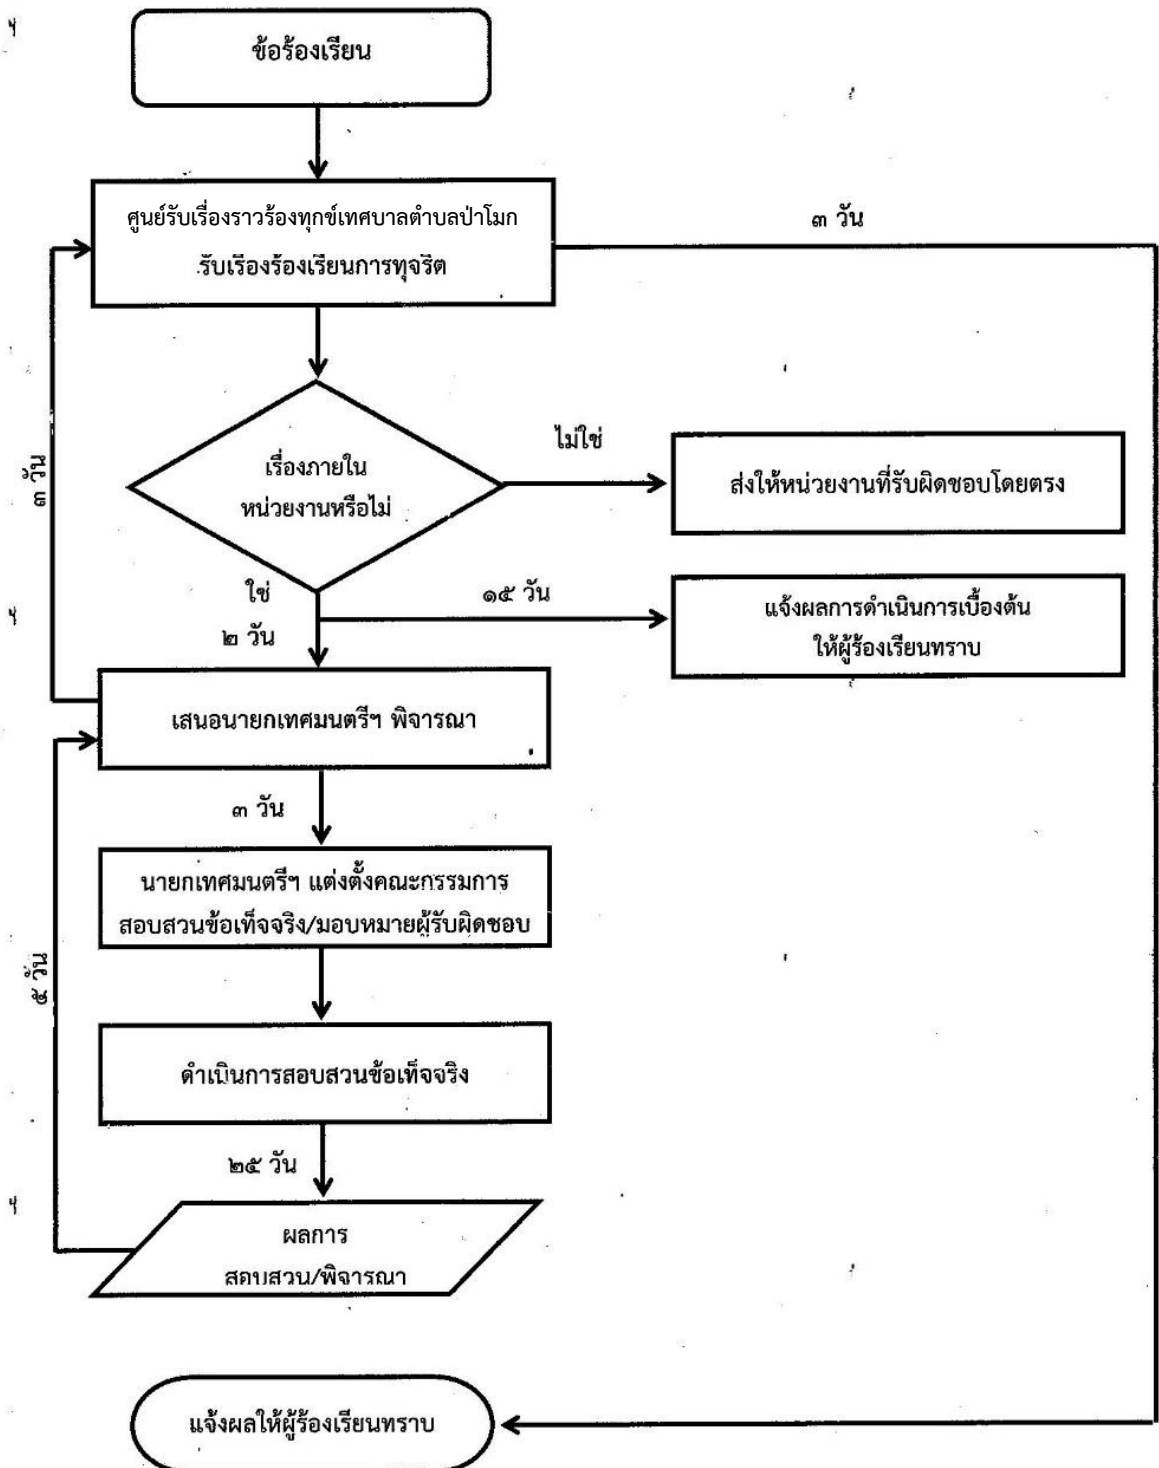 ข้อร้องเรียน
ศูนย์รับเรื่องราวร้องทุกข์เทศบาลตำบลป่าโมก
รับเรื่องร้องเรียนการทุจริต
๓ วัน
๓ วัน
เรื่องภายใน
หน่วยงานหรือไม่
ไม่ใช่
ส่งให้หน่วยงานที่รับผิดชอบโดยตรง
ใช่
๒ วัน
๑๕ วัน
แจ้งผลการดำเนินการเบื้องต้น
ให้ผู้ร้องเรียนทราบ
เสนอนายกเทศมนตรีฯ พิจารณา
๓ วัน
นายกเทศมนตรีฯ แต่งตั้งคณะกรรมการ
สอบสวนข้อเท็จจริง/มอบหมายผู้รับผิดชอบ
๕ วัน
ดำเนินการสอบสวนข้อเท็จจริง
๒๕ วัน
ผลการ
สอบสวน/พิจารณา
แจ้งผลให้ผู้ร้องเรียนทราบ